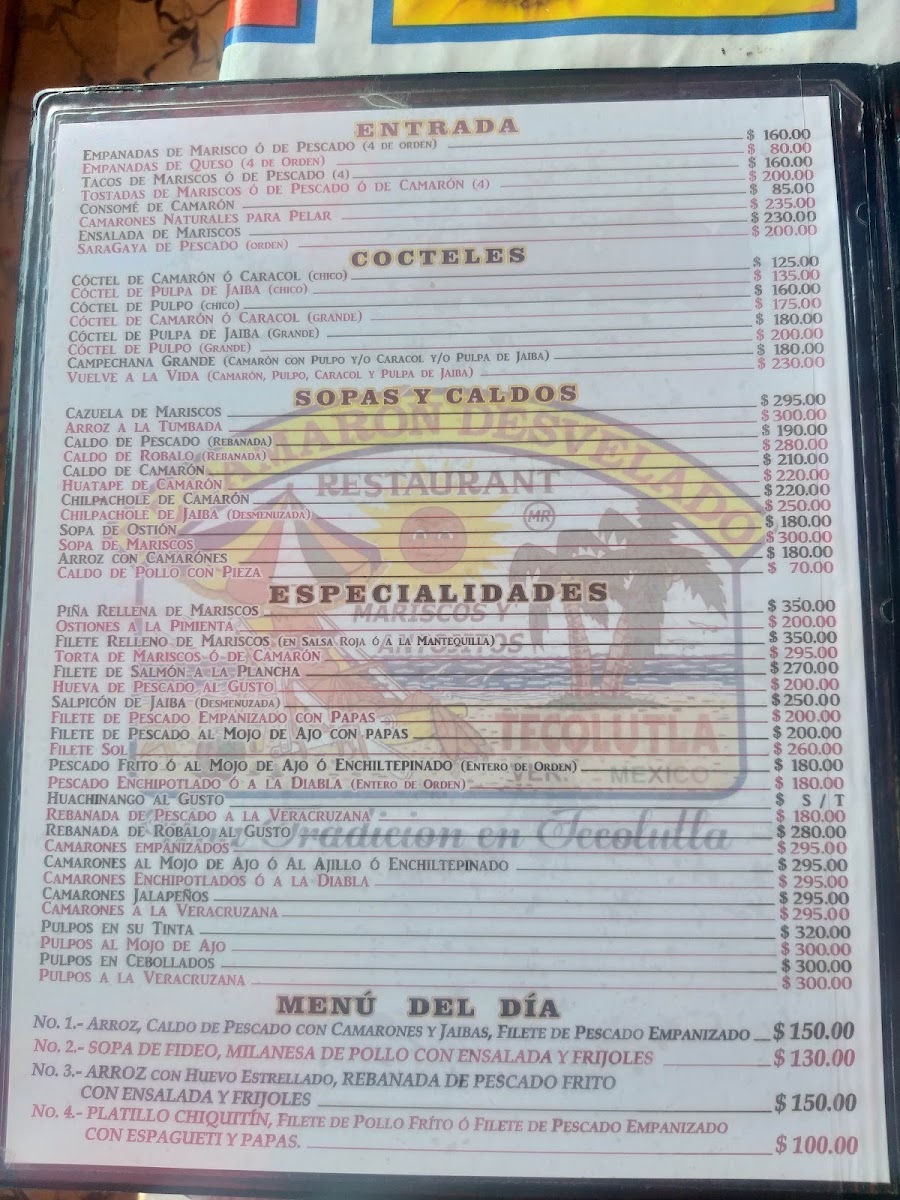 ENTRADA
EMPANADAS DE MARISCO Ó DE PESCADO (4 DE ORDEN) $ 160.00
EMPANADAS DE QUESO (4 DE ORDEN) $ 80.00
TACOS DE MARISCOS Ó DE PESCADO (4) $ 160.00
TOSTADAS DE MARISCOS Ó DE PESCADO Ó DE CAMARÓN (4) $ 200.00
CONSOMÉ DE CAMARÓN $ 85.00
CAMARONES NATURALES PARA PELAR $ 235.00
ENSALADA DE MARISCOS $ 230.00
SARAGAYA DE PESCADO (ORDEN) $ 200.00
COCTELES
CÓCTEL DE CAMARÓN Ó CARACOL (CHICO) $ 125.00
CÓCTEL DE PULPA DE JAIBA (CHICO) $ 135.00
CÓCTEL DE PULPO (CHICO) $ 160.00
CÓCTEL DE CAMARÓN Ó CARACOL (GRANDE) $ 175.00
CÓCTEL DE PULPA DE JAIBA (GRANDE) $ 180.00
CÓCTEL DE PULPO (GRANDE) $ 200.00
CAMPECHANA GRANDE (CAMARÓN CON PULPO Y/O CARACOL Y/O PULPA DE JAIBA) $ 180.00
VUELVE A LA VIDA (CAMARÓN, PULPO, CARACOL Y PULPA DE JAIBA) $ 230.00
SOPAS Y CALDOS
CAZUELA DE MARISCOS $ 295.00
ARROZ A LA TUMBADA $ 300.00
CALDO DE PESCADO (REBANADA) $ 190.00
CALDO DE ROBALO (REBANADA) $ 280.00
CALDO DE CAMARÓN $ 210.00
HUATAPE DE CAMARÓN $ 220.00
CHILPACHOLE DE CAMARÓN $ 220.00
CHILPACHOLE DE JAIBA (DESMENUZADA) $ 250.00
SOPA DE OSTIÓN $ 180.00
SOPA DE MARISCOS $ 300.00
ARROZ CON CAMARÓNES $ 180.00
CALDO DE POLLO CON PIEZA $ 70.00
CAMARÓN DESVELADO
RESTAURANT
MR
MARISCOS Y
ANTOJITOS
TECOLUTLA
VER. MEXICO
Tradicion en Tecolutla
ESPECIALIDADES
PIÑA RELLENA DE MARISCOS $ 350.00
OSTIONES A LA PIMIENTA $ 200.00
FILETE RELLENO DE MARISCOS (EN SALSA ROJA Ó A LA MANTEQUILLA) $ 350.00
TORTA DE MARISCOS Ó DE CAMARÓN $ 295.00
FILETE DE SALMÓN A LA PLANCHA $ 270.00
HUEVA DE PESCADO AL GUSTO $ 200.00
SALPICÓN DE JAIBA (DESMENUZADA) $ 250.00
FILETE DE PESCADO EMPANIZADO CON PAPAS $ 200.00
FILETE DE PESCADO AL MOJO DE AJO CON PAPAS $ 200.00
FILETE SOL $ 260.00
PESCADO FRITO Ó AL MOJO DE AJO Ó ENCHILTEPINADO (ENTERO DE ORDEN) $ 180.00
PESCADO ENCHIPOTLADO Ó A LA DIABLA (ENTERO DE ORDEN) $ 180.00
HUACHINANGO AL GUSTO $ S / T
REBANADA DE PESCADO A LA VERACRUZANA $ 180.00
REBANADA DE ROBALO AL GUSTO $ 280.00
CAMARONES EMPANIZADOS $ 295.00
CAMARONES AL MOJO DE AJO Ó AL AJILLO Ó ENCHILTEPINADO $ 295.00
CAMARONES ENCHIPOTLADOS Ó A LA DIABLA $ 295.00
CAMARONES JALAPEÑOS $ 295.00
CAMARONES A LA VERACRUZANA $ 295.00
PULPOS EN SU TINTA $ 320.00
PULPOS AL MOJO DE AJO $ 300.00
PULPOS EN CEBOLLADOS $ 300.00
PULPOS A LA VERACRUZANA $ 300.00
MENÚ DEL DÍA
NO. 1.- ARROZ, CALDO DE PESCADO CON CAMARONES Y JAIBAS, FILETE DE PESCADO EMPANIZADO $ 150.00
NO. 2.- SOPA DE FIDEO, MILANESA DE POLLO CON ENSALADA Y FRIJOLES $ 130.00
NO. 3.- ARROZ CON HUEVO ESTRELLADO, REBANADA DE PESCADO FRITO
CON ENSALADA Y FRIJOLES $ 150.00
NO. 4.- PLATILLO CHIQUITÍN, FILETE DE POLLO FRÍTO Ó FILETE DE PESCADO EMPANIZADO
CON ESPAGUETI Y PAPAS. $ 100.00